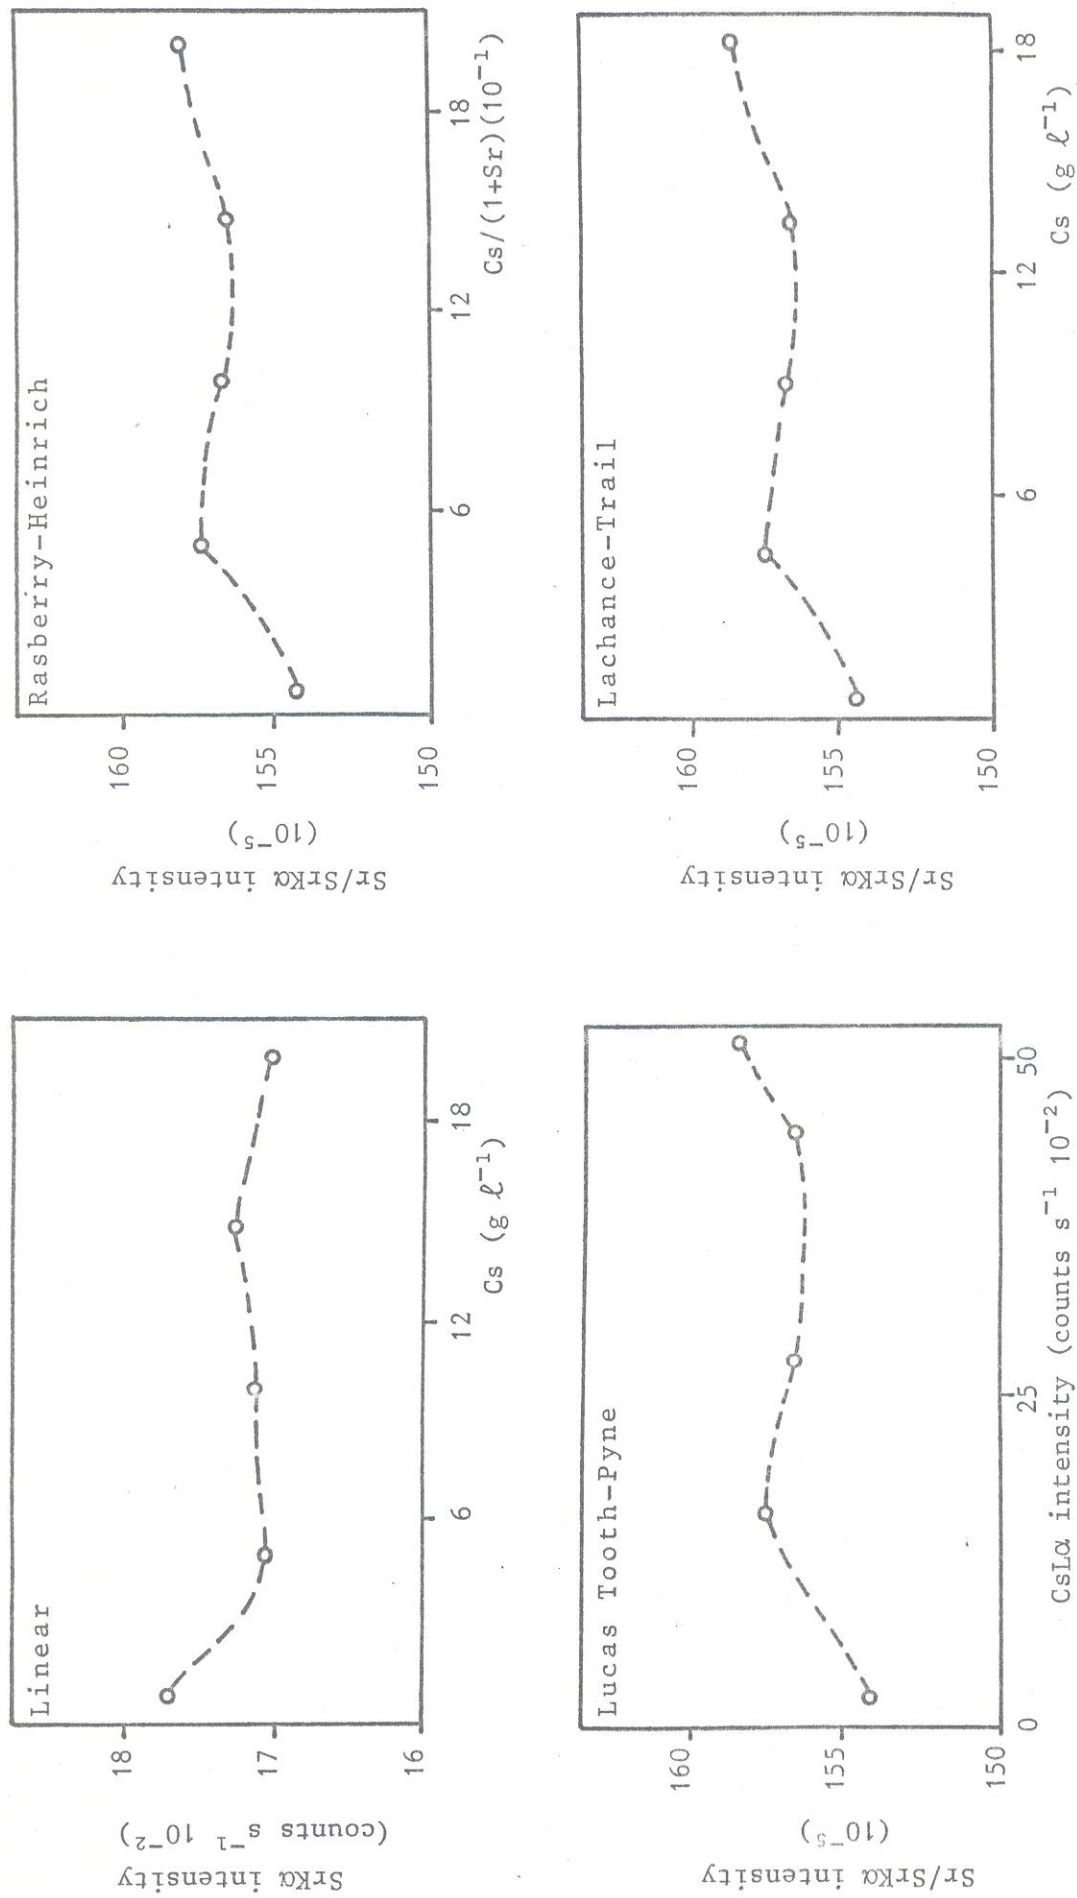 Linear
SrKα intensity
(counts s⁻¹ 10⁻²)
18
17
16
6
12
18
Cs (g ℓ⁻¹)
Rasberry-Heinrich
Sr/SrKα intensity
(10⁻⁵)
160
155
150
6
12
18
Cs/(1+Sr)(10⁻¹)
Lucas Tooth-Pyne
Sr/SrKα intensity
(10⁻⁵)
160
155
150
0
25
50
CsLα intensity (counts s⁻¹ 10⁻²)
Lachance-Trail
Sr/SrKα intensity
(10⁻⁵)
160
155
150
6
12
18
Cs (g ℓ⁻¹)